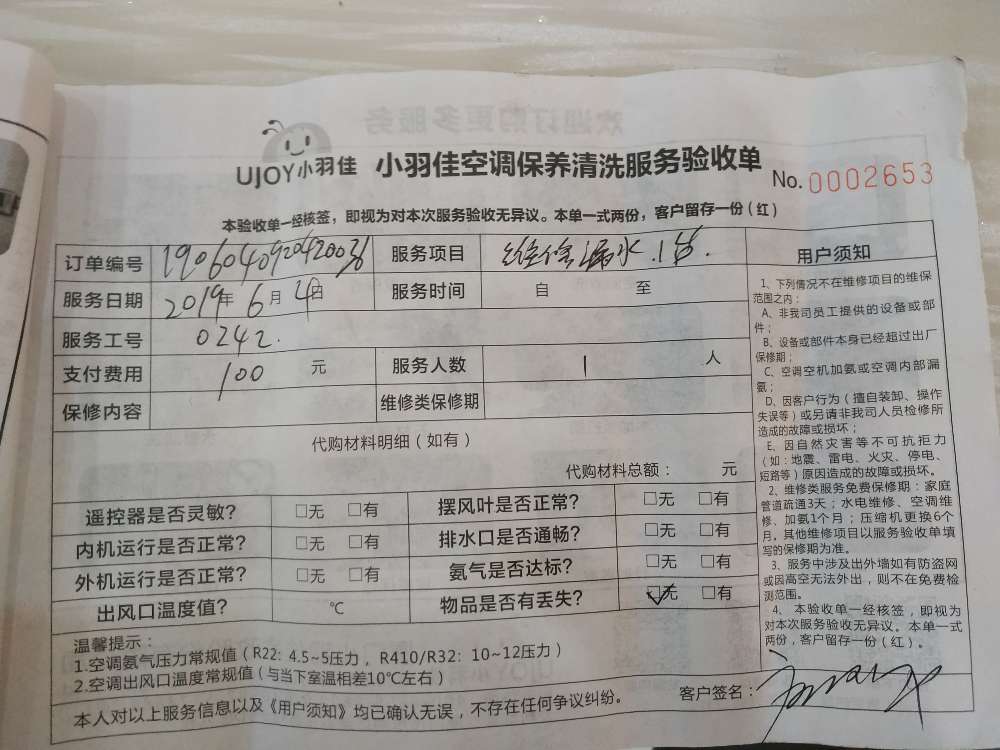 UJOY小羽佳 小羽佳空调保养清洗服务验收单 No. 0002653
本验收单一经核签，即视为对本次服务验收无异议。本单一式两份，客户留存一份（红）
订单编号 服务项目 维修漏水.1台.
服务日期 2019年6月4日 服务时间 自 至
服务工号 0242.
支付费用 100 元 服务人数 1 人
保修内容 维修类保修期
代购材料明细（如有）
代购材料总额： 元
遥控器是否灵敏? □无 □有 摆风叶是否正常? □无 □有
内机运行是否正常? □无 □有 排水口是否通畅? □无 □有
外机运行是否正常? □无 □有 氨气是否达标? □无 □有
出风口温度值? ℃ 物品是否有丢失? ☑无 □有
温馨提示：
1.空调氨气压力常规值（R22：4.5~5压力，R410/R32：10~12压力）
2.空调出风口温度常规值（与当下室温相差10℃左右）
本人对以上服务信息以及《用户须知》均已确认无误，不存在任何争议纠纷。
客户签名：
用户须知
1、下列情况不在维修项目的维保
范围之内：
A、非我司员工提供的设备或部
件；
B、设备或部件本身已经超过出厂
保修期；
C、空调空机加氨或空调内部漏
氨；
D、因客户行为（擅自装卸、操作
失误等）或另请非我司人员检修所
造成的故障或损坏；
E、因自然灾害等不可抗拒力
（如：地震、雷电、火灾、停电、
短路等）原因造成的故障或损坏。
2、维修类服务免费保修期：家庭
管道疏通3天；水电维修、空调维
修、加氨1个月；压缩机更换6个
月。其他维修项目以服务验收单填
写的保修期为准。
3、服务中涉及出外墙如有防盗网
或因高空无法外出，则不在免费检
测范围。
4、本验收单一经核签，即视为
对本次服务验收无异议。本单一式
两份，客户留存一份（红）。